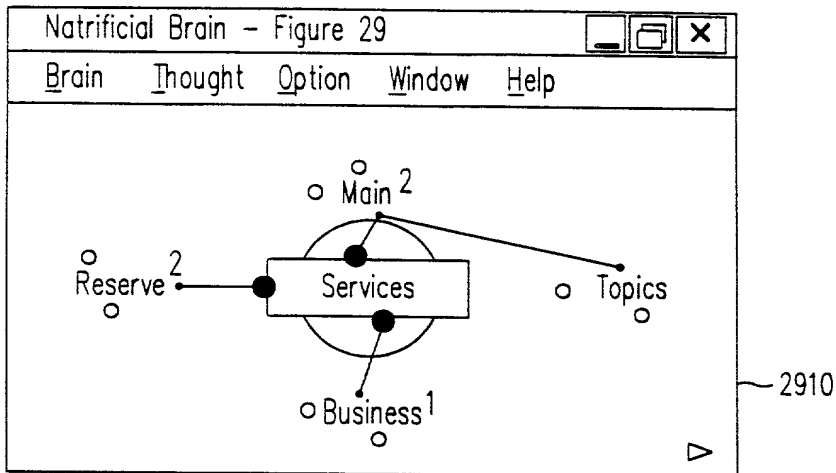 Natrificial Brain - Figure 29
Brain Thought Option Window Help
Main 2
Reserve 2
Services
Topics
Business 1
2910